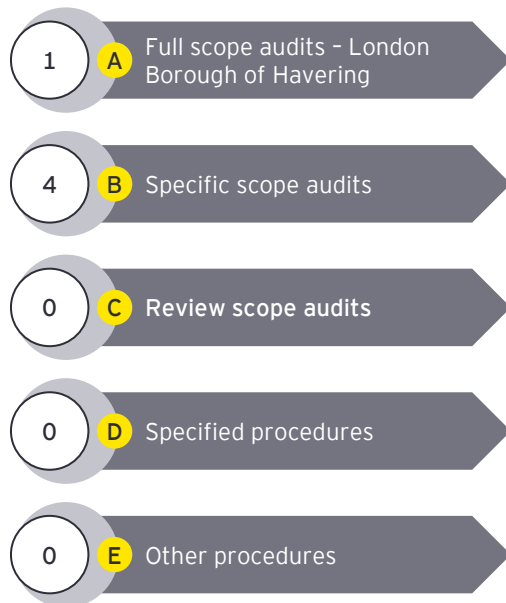 1 A Full scope audits – London
Borough of Havering
4 B Specific scope audits
0 C Review scope audits
0 D Specified procedures
0 E Other procedures